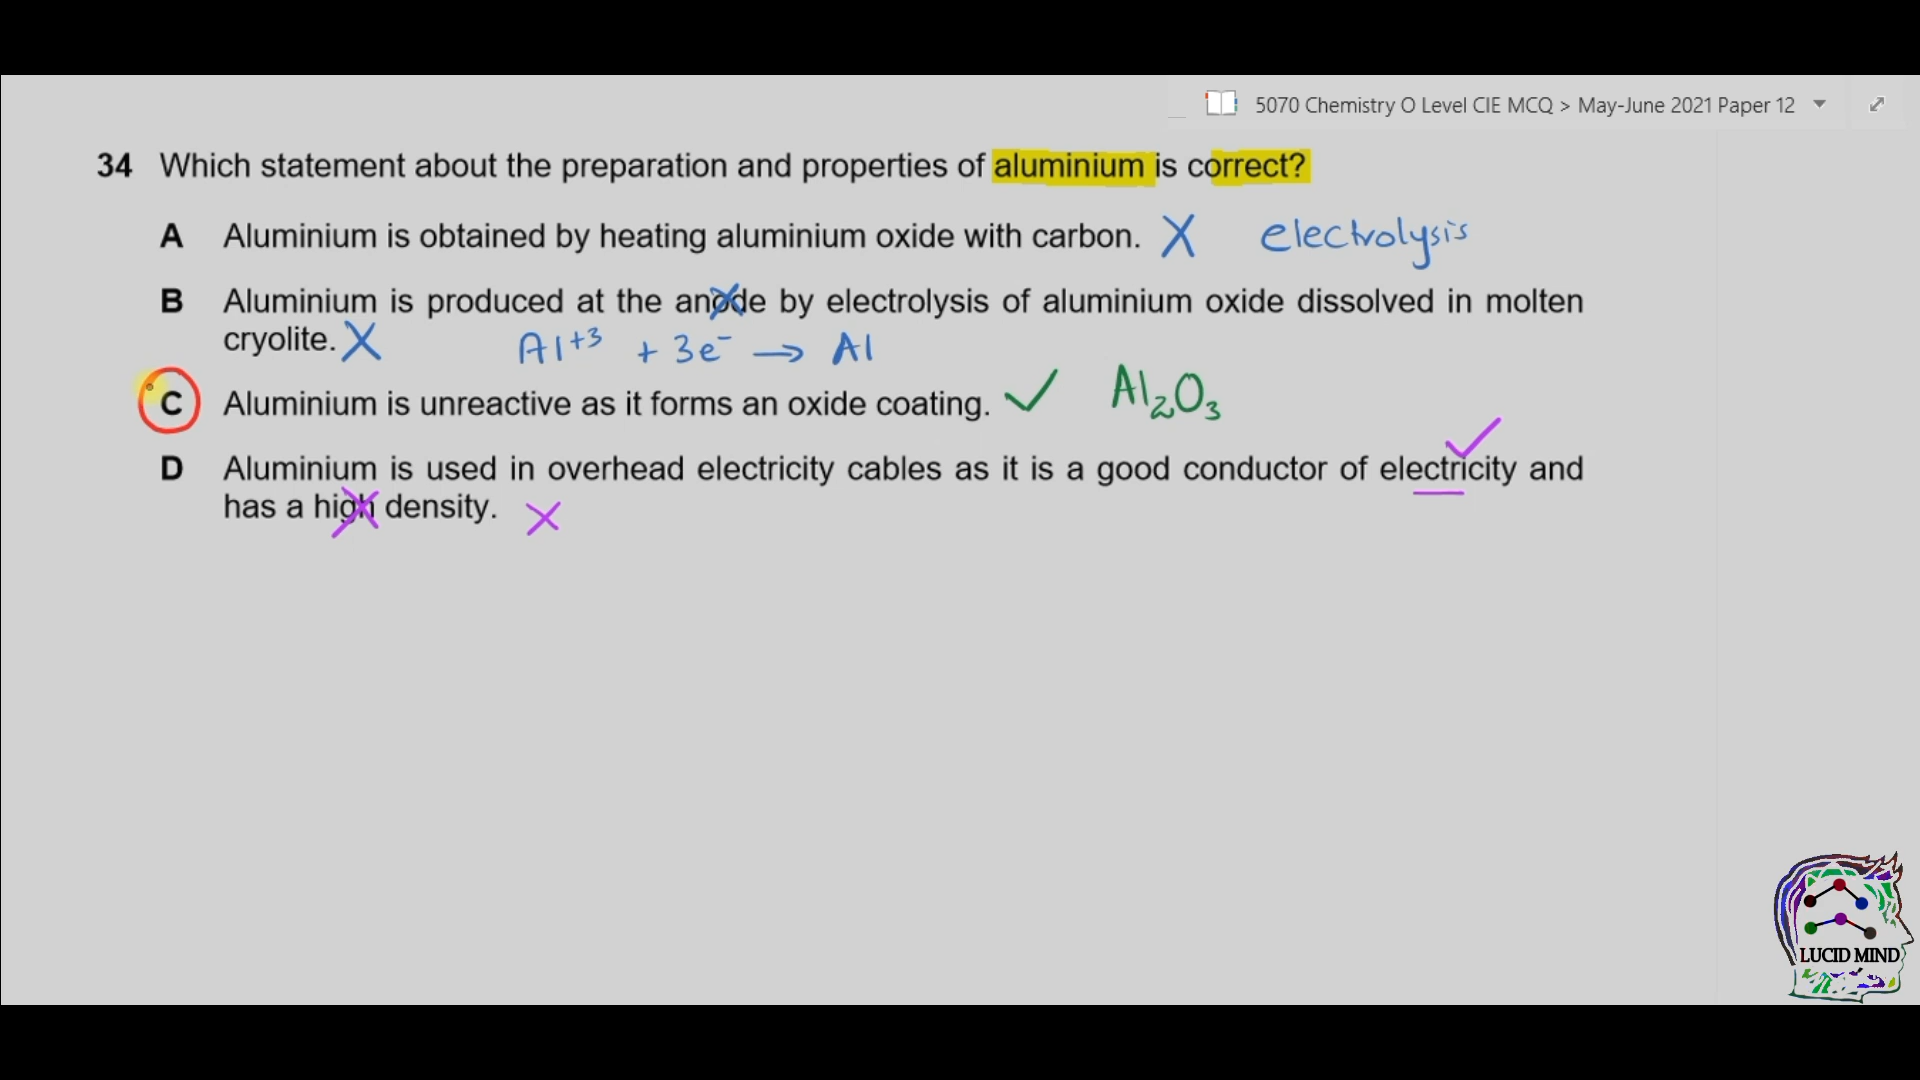 5070 Chemistry O Level CIE MCQ > May-June 2021 Paper 12
34 Which statement about the preparation and properties of aluminium is correct?
A Aluminium is obtained by heating aluminium oxide with carbon. X electrolysis
B Aluminium is produced at the anode by electrolysis of aluminium oxide dissolved in molten
cryolite. X Al⁺³ + 3e⁻ → Al
C Aluminium is unreactive as it forms an oxide coating. ✓ Al₂O₃
D Aluminium is used in overhead electricity cables as it is a good conductor of electricity and ✓
has a high density. X
LUCID MIND